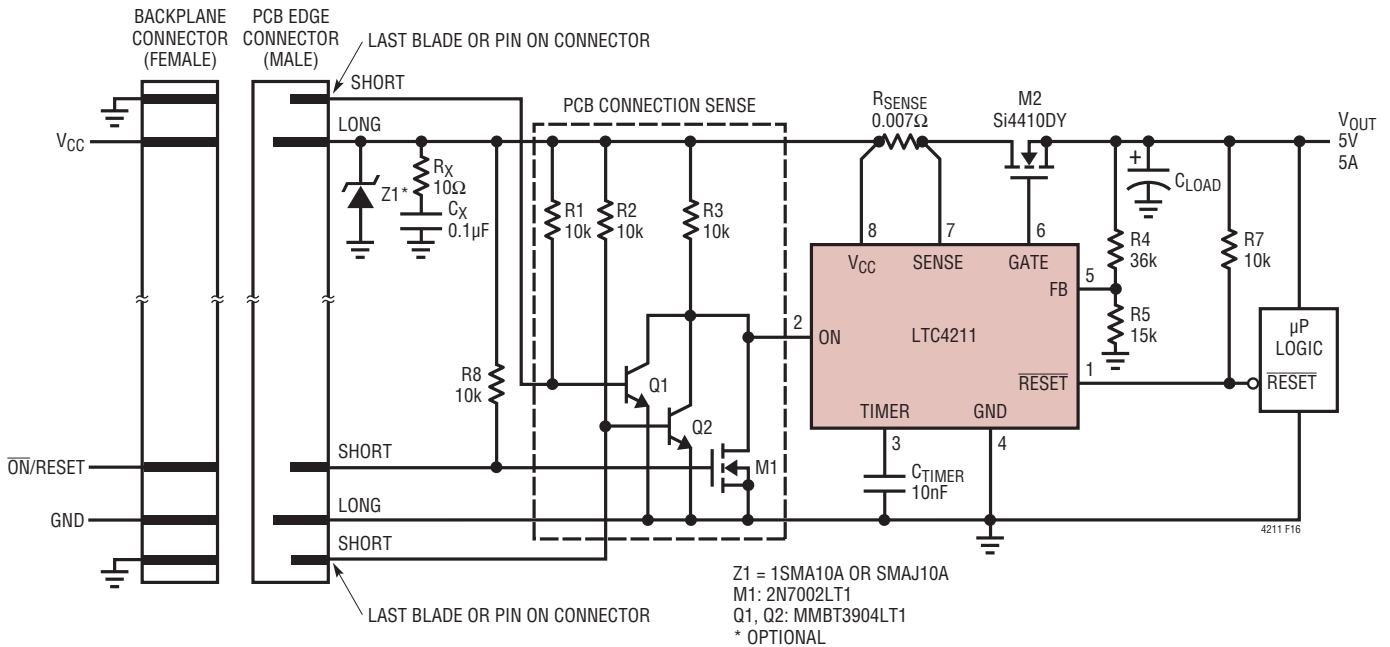 BACKPLANE
CONNECTOR
(FEMALE)
PCB EDGE
CONNECTOR
(MALE)
LAST BLADE OR PIN ON CONNECTOR
SHORT
LONG
VCC
Z1*
RX
10Ω
CX
0.1µF
PCB CONNECTION SENSE
R1
10k
R2
10k
R3
10k
RSENSE
0.007Ω
M2
Si4410DY
VOUT
5V
5A
CLOAD
+
8
7
6
VCC
SENSE
GATE
R4
36k
R7
10k
5
FB
R5
15k
2
ON
LTC4211
µP
LOGIC
RESET
1
RESET
R8
10k
Q1
Q2
M1
TIMER
GND
3
4
CTIMER
10nF
SHORT
ON/RESET
LONG
GND
SHORT
4211 F16
LAST BLADE OR PIN ON CONNECTOR
Z1 = 1SMA10A OR SMAJ10A
M1: 2N7002LT1
Q1, Q2: MMBT3904LT1
* OPTIONAL